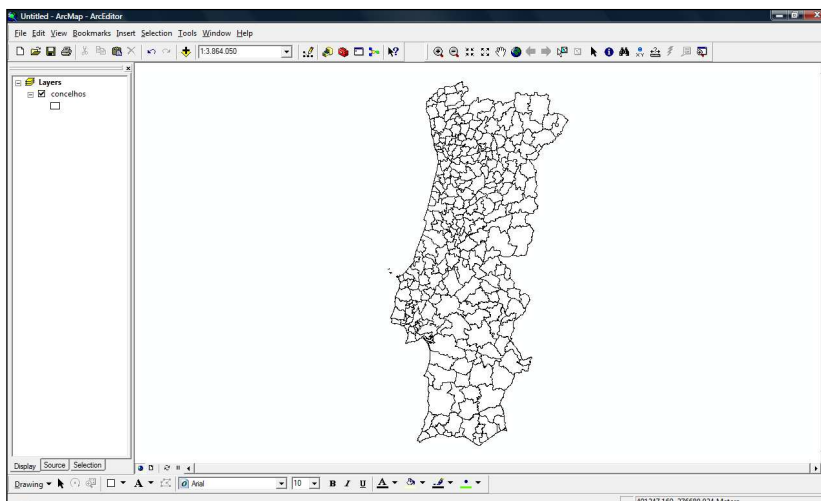 Untitled - ArcMap - ArcEditor
File Edit View Bookmarks Insert Selection Tools Window Help
1:3.864.050
Layers
concelhos
Display Source Selection
Drawing A Arial 10 B I U A